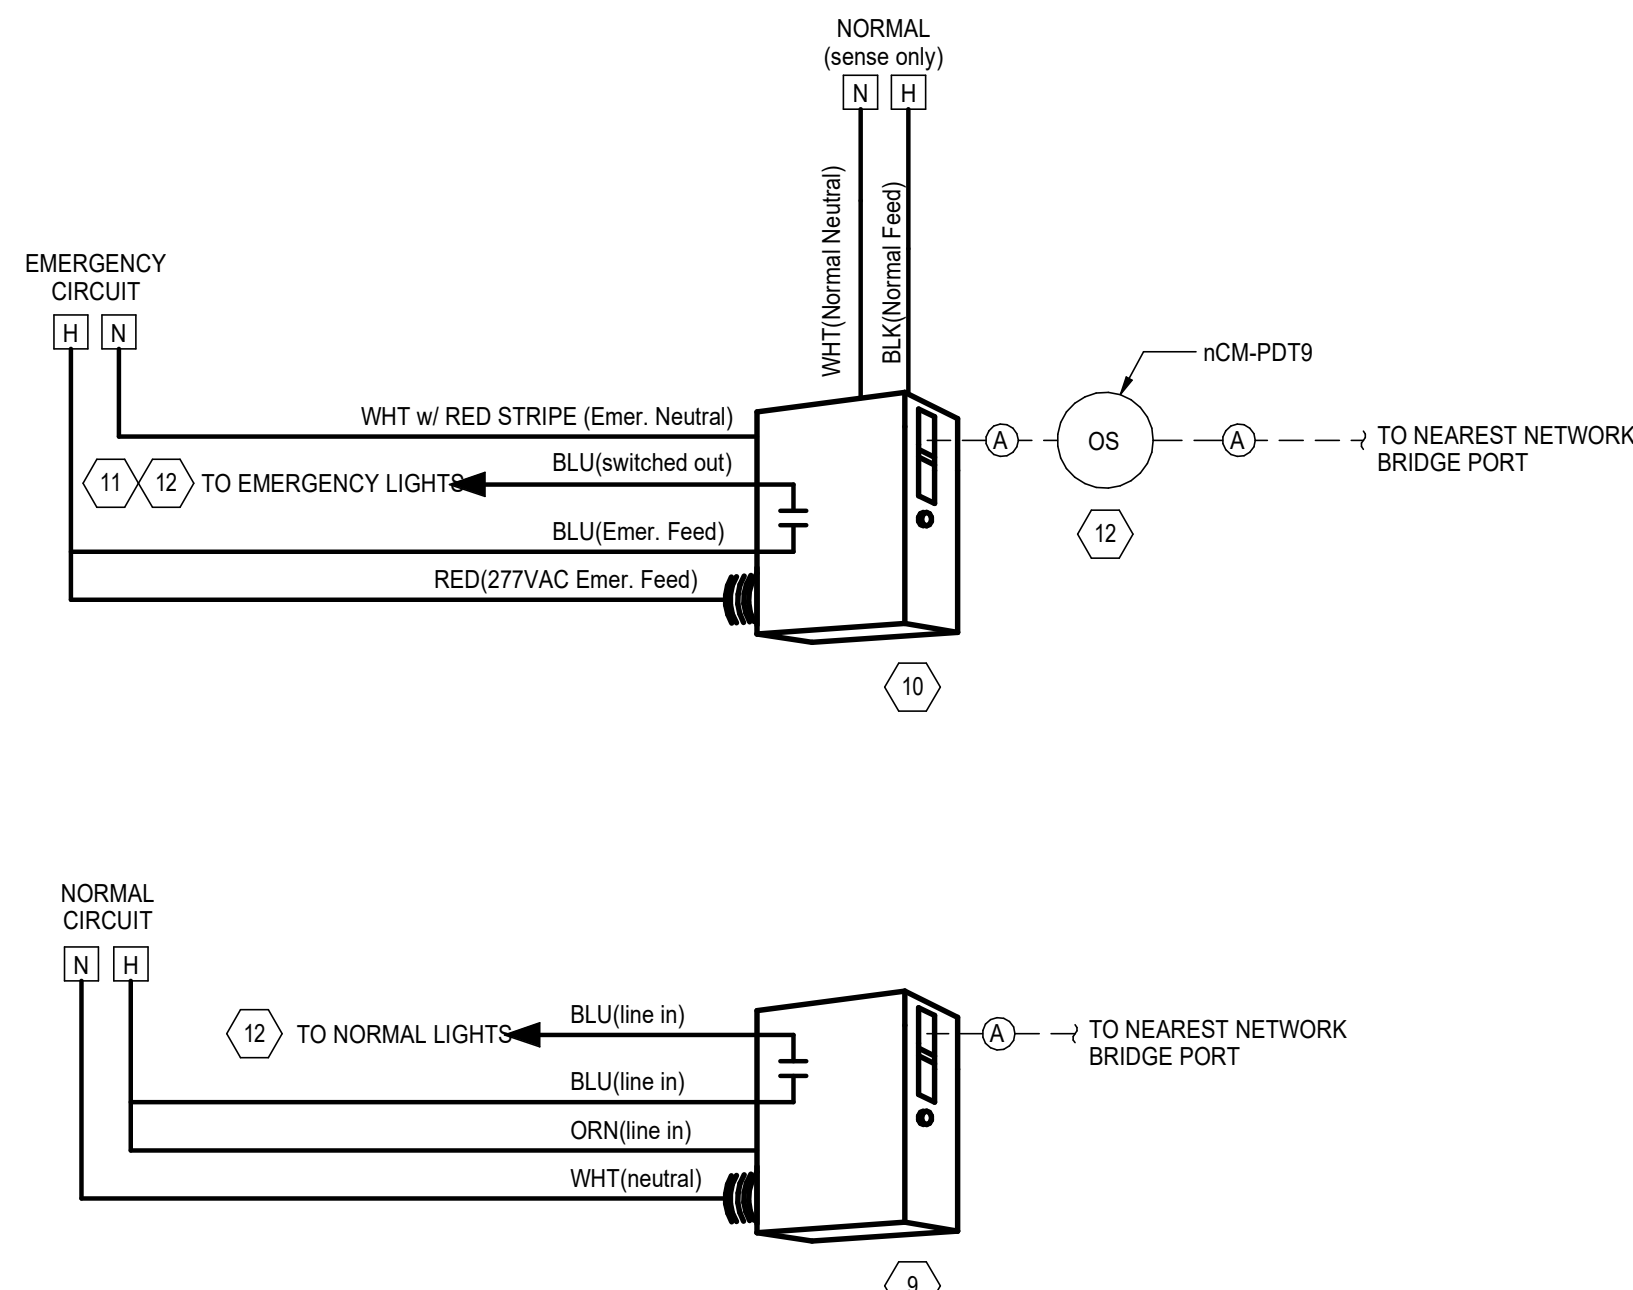 NORMAL
(sense only)
N H
WHT(Normal Neutral)
BLK(Normal Feed)
EMERGENCY
CIRCUIT
H N
nCM-PDT9
WHT w/ RED STRIPE (Emer. Neutral)
A OS A TO NEAREST NETWORK
BRIDGE PORT
BLU(switched out)
11 12 TO EMERGENCY LIGHTS
12
BLU(Emer. Feed)
RED(277VAC Emer. Feed)
10
NORMAL
CIRCUIT
N H
BLU(line in)
12 TO NORMAL LIGHTS
A TO NEAREST NETWORK
BRIDGE PORT
BLU(line in)
ORN(line in)
WHT(neutral)
9